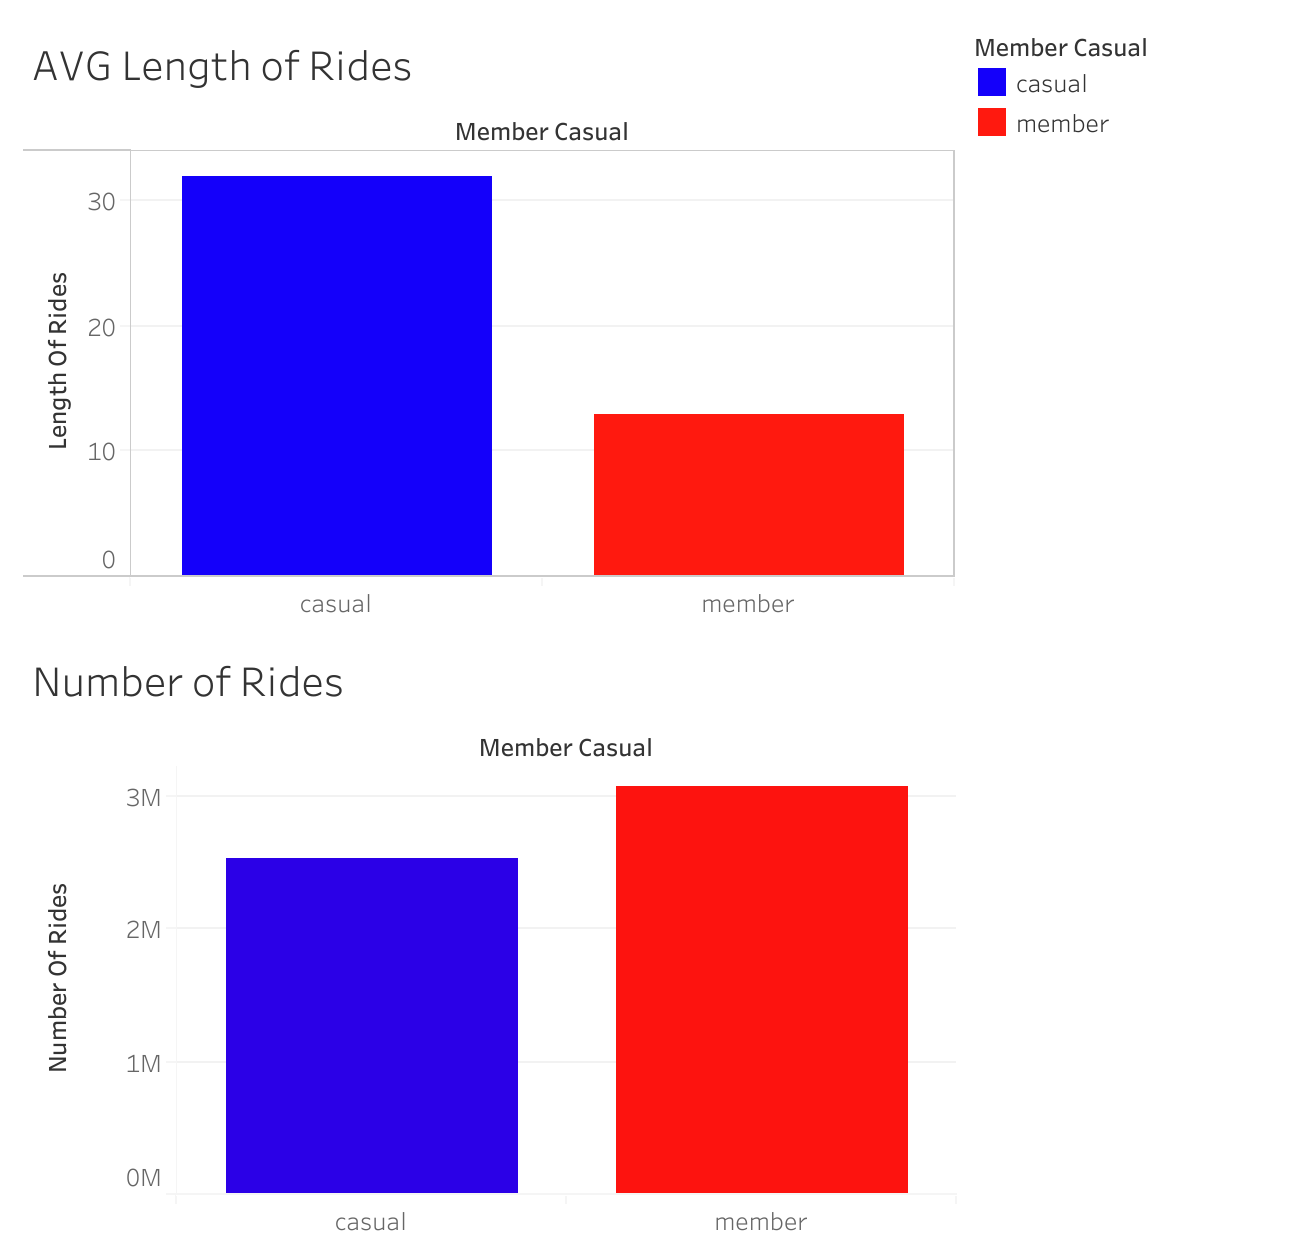 AVG Length of Rides
Member Casual
casual
member
Member Casual
30
20
10
0
Length Of Rides
casual
member
Number of Rides
Member Casual
3M
2M
1M
0M
Number Of Rides
casual
member